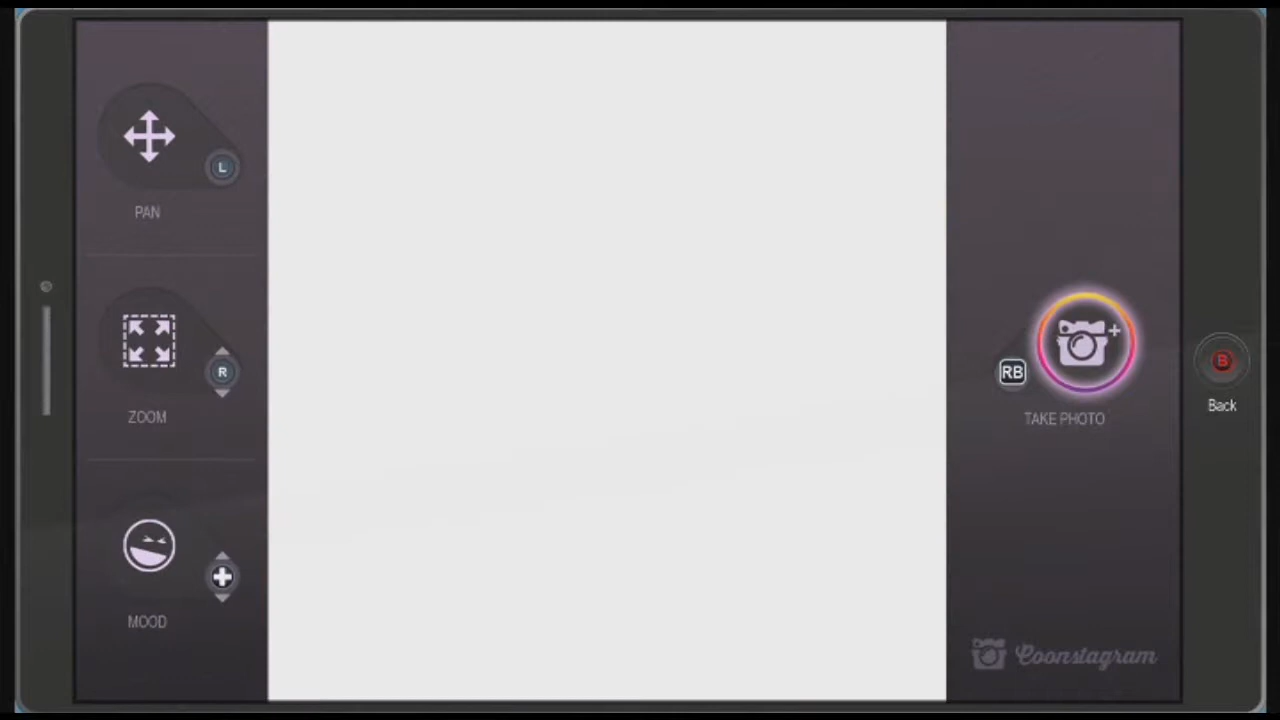 L
PAN
R
ZOOM
MOOD
RB
TAKE PHOTO
B
Back
Coonstagram